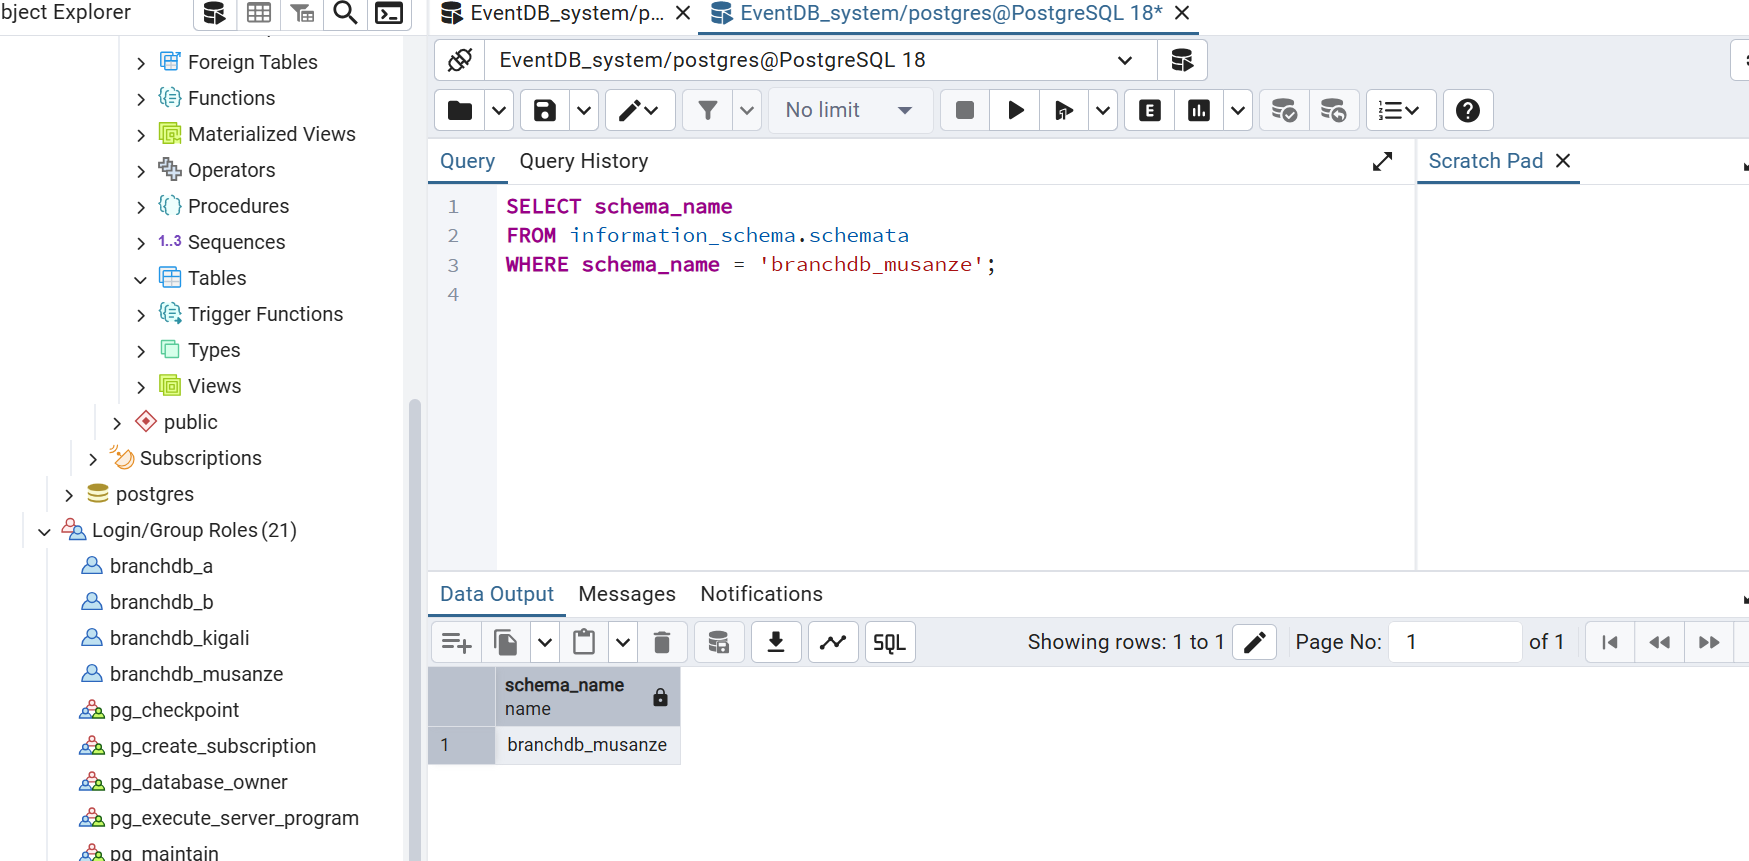 bject Explorer
EventDB_system/p...
EventDB_system/postgres@PostgreSQL 18*
EventDB_system/postgres@PostgreSQL 18
No limit
E
Query
Query History
Scratch Pad
1 SELECT schema_name
2 FROM information_schema.schemata
3 WHERE schema_name = 'branchdb_musanze';
4
Foreign Tables
Functions
Materialized Views
Operators
Procedures
1..3 Sequences
Tables
Trigger Functions
Types
Views
public
Subscriptions
postgres
Login/Group Roles (21)
branchdb_a
branchdb_b
branchdb_kigali
branchdb_musanze
pg_checkpoint
pg_create_subscription
pg_database_owner
pg_execute_server_program
pg_maintain
Data Output
Messages
Notifications
SQL
Showing rows: 1 to 1
Page No: 1 of 1
schema_name
name
1 branchdb_musanze